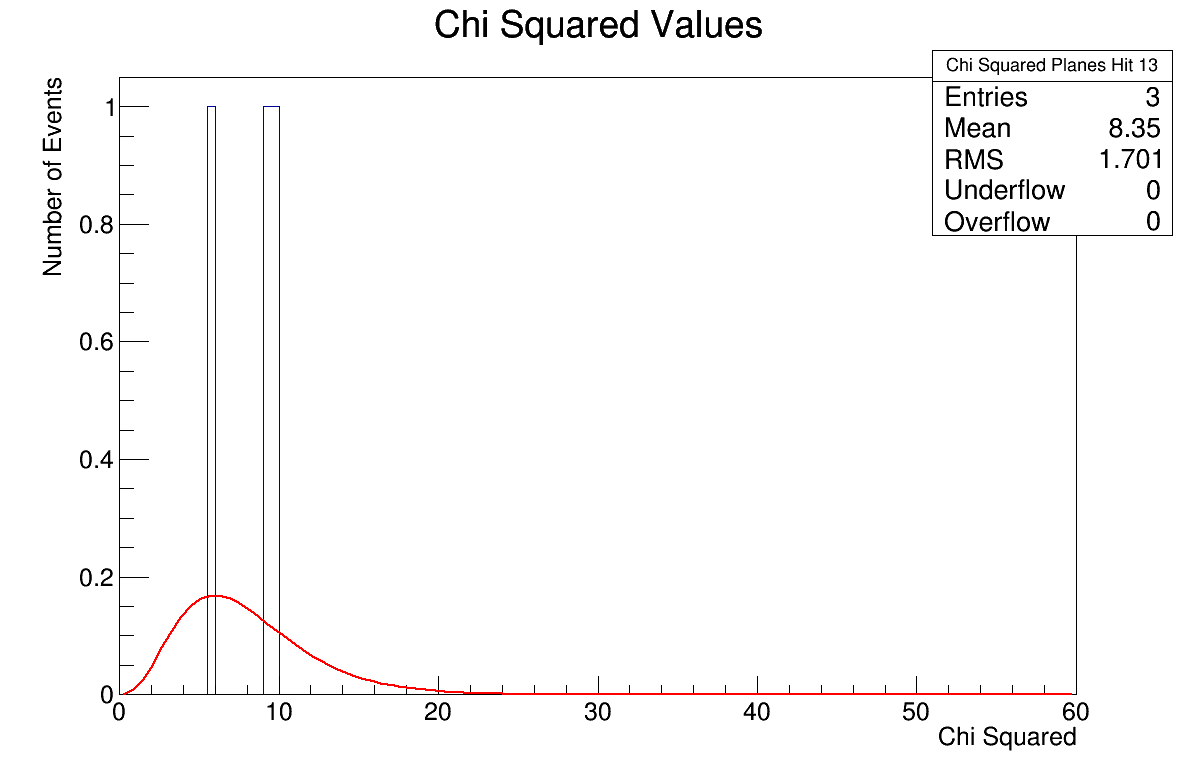 Chi Squared Values
Chi Squared Planes Hit 13
Entries 3
Mean 8.35
RMS 1.701
Underflow 0
Overflow 0
Number of Events
1
0.8
0.6
0.4
0.2
0
0 10 20 30 40 50 60
Chi Squared